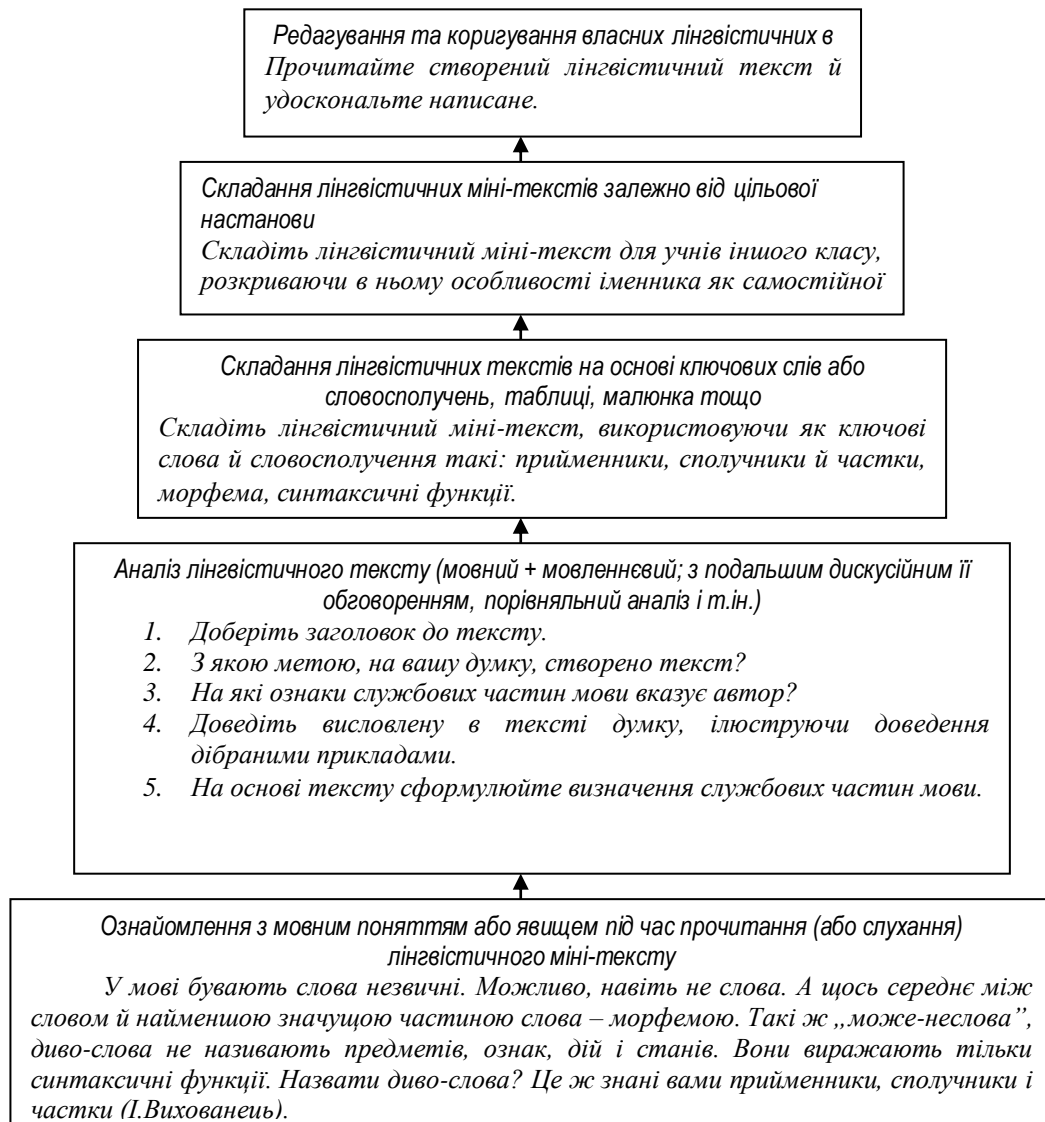 Редагування та коригування власних лінгвістичних в
Прочитайте створений лінгвістичний текст й
удоскональте написане.
Складання лінгвістичних міні-текстів залежно від цільової
настанови
Складіть лінгвістичний міні-текст для учнів іншого класу,
розкриваючи в ньому особливості іменника як самостійної
Складання лінгвістичних текстів на основі ключових слів або
словосполучень, таблиці, малюнка тощо
Складіть лінгвістичний міні-текст, використовуючи як ключові
слова й словосполучення такі: прийменники, сполучники й частки,
морфема, синтаксичні функції.
Аналіз лінгвістичного тексту (мовний + мовленнєвий; з подальшим дискусійним її
обговоренням, порівняльний аналіз і т.ін.)
1. Доберіть заголовок до тексту.
2. З якою метою, на вашу думку, створено текст?
3. На які ознаки службових частин мови вказує автор?
4. Доведіть висловлену в тексті думку, ілюструючи доведення
дібраними прикладами.
5. На основі тексту сформулюйте визначення службових частин мови.
Ознайомлення з мовним поняттям або явищем під час прочитання (або слухання)
лінгвістичного міні-тексту
У мові бувають слова незвичні. Можливо, навіть не слова. А щось середнє між
словом й найменшою значущою частиною слова – морфемою. Такі ж „може-неслова”,
диво-слова не називають предметів, ознак, дій і станів. Вони виражають тільки
синтаксичні функції. Назвати диво-слова? Це ж знані вами прийменники, сполучники і
частки (І.Вихованець).